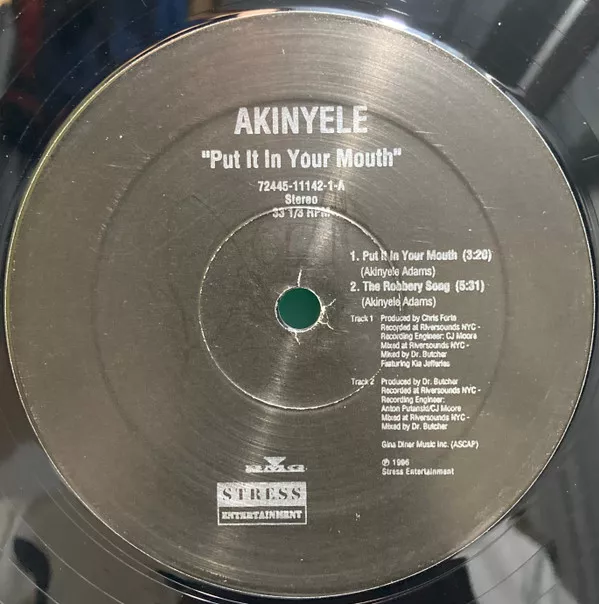 AKINYELE
"Put It In Your Mouth"
72445-11142-1-A
Stereo
33 1/3 RPM
1. Put It In Your Mouth (3:20)
(Akinyele Adams)
2. The Robbery Song (5:31)
(Akinyele Adams)
Track 1 Produced by Chris Forte
Recorded at Riversounds NYC -
Recording Engineer: CJ Moore
Mixed at Riversounds NYC -
Mixed by Dr. Butcher
Featuring Kia Jefferies
Track 2 Produced by Dr. Butcher
Recorded at Riversounds NYC -
Recording Engineer:
Anton Putanski/CJ Moore
Mixed at Riversounds NYC -
Mixed by Dr. Butcher
Gina Diner Music Inc. (ASCAP)
℗ 1996
Stress Entertainment
BMG
STRESS
ENTERTAINMENT